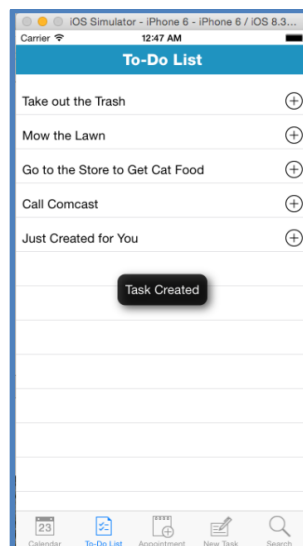 iOS Simulator - iPhone 6 - iPhone 6 / iOS 8.3...
Carrier 12:47 AM
To-Do List
Take out the Trash
Mow the Lawn
Go to the Store to Get Cat Food
Call Comcast
Just Created for You
Task Created
23
Calendar To-Do List Appointment New Task Search